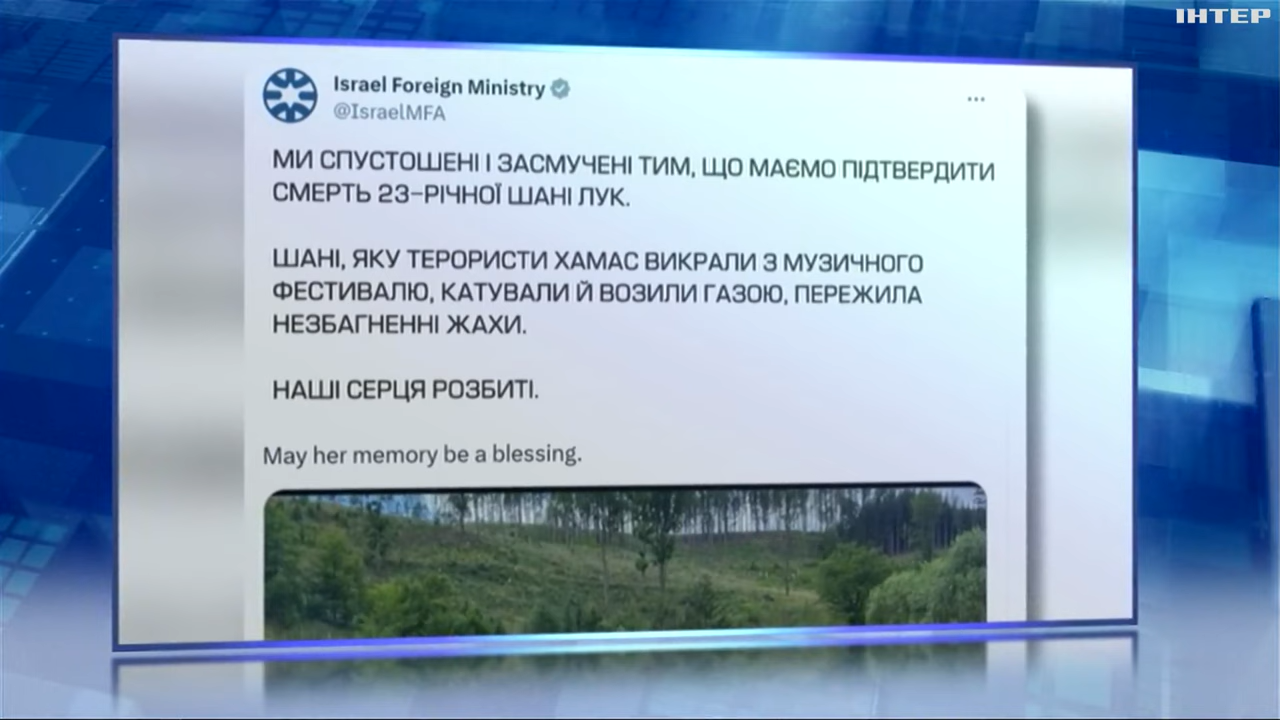 ІНТЕР
Israel Foreign Ministry
@IsraelMFA
МИ СПУСТОШЕНІ І ЗАСМУЧЕНІ ТИМ, ЩО МАЄМО ПІДТВЕРДИТИ
СМЕРТЬ 23-РІЧНОЇ ШАНІ ЛУК.
ШАНІ, ЯКУ ТЕРОРИСТИ ХАМАС ВИКРАЛИ З МУЗИЧНОГО
ФЕСТИВАЛЮ, КАТУВАЛИ Й ВОЗИЛИ ГАЗОЮ, ПЕРЕЖИЛА
НЕЗБАГНЕННІ ЖАХИ.
НАШІ СЕРЦЯ РОЗБИТІ.
May her memory be a blessing.